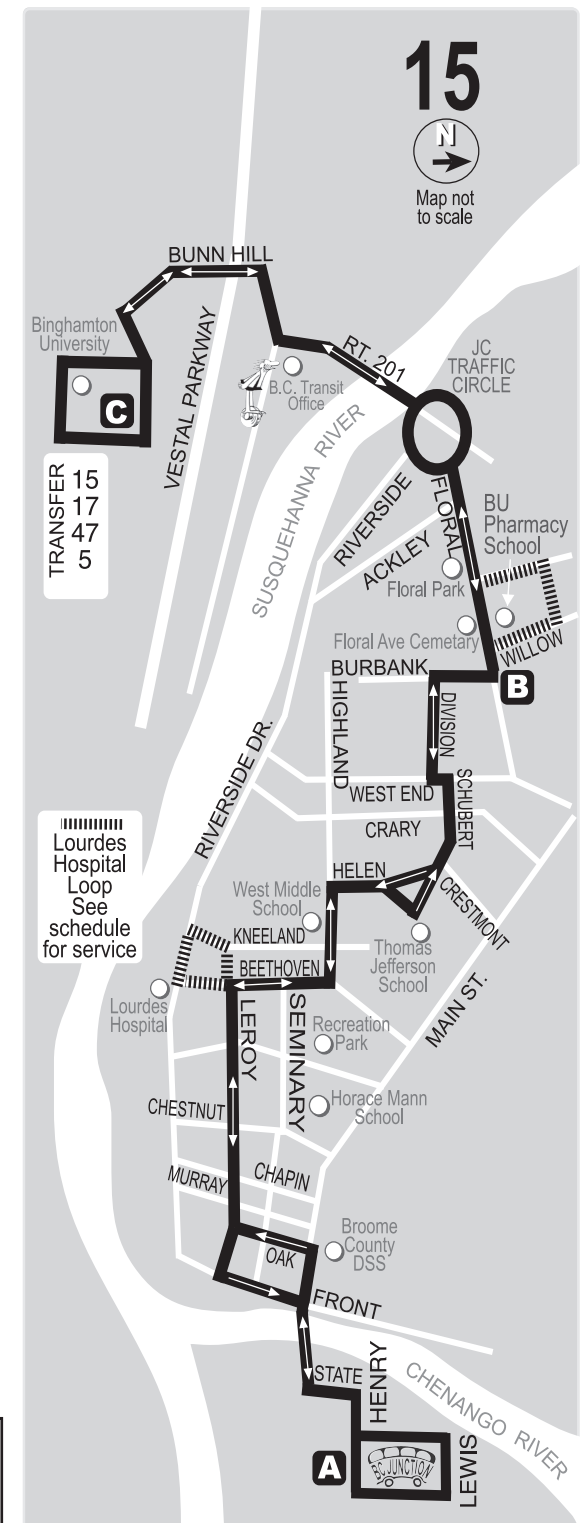 15
N
Map not
to scale
BUNN HILL
Binghamton
University
C
TRANSFER
15
17
47
5
VESTAL PARKWAY
B.C. Transit
Office
RT. 201
JC
TRAFFIC
CIRCLE
SUSQUEHANNA RIVER
RIVERSIDE
ACKLEY
FLORAL
BU
Pharmacy
School
Floral Park
Floral Ave Cemetary
WILLOW
BURBANK
B
HIGHLAND
DIVISION
RIVERSIDE DR.
WEST END
SCHUBERT
CRARY
Lourdes
Hospital
Loop
See
schedule
for service
HELEN
CRESTMONT
West Middle
School
KNEELAND
Thomas
Jefferson
School
BEETHOVEN
MAIN ST.
Lourdes
Hospital
LEROY
SEMINARY
Recreation
Park
Horace Mann
School
CHESTNUT
MURRAY
CHAPIN
Broome
County
DSS
OAK
FRONT
STATE
HENRY
CHENANGO RIVER
A
BC JUNCTION
LEWIS